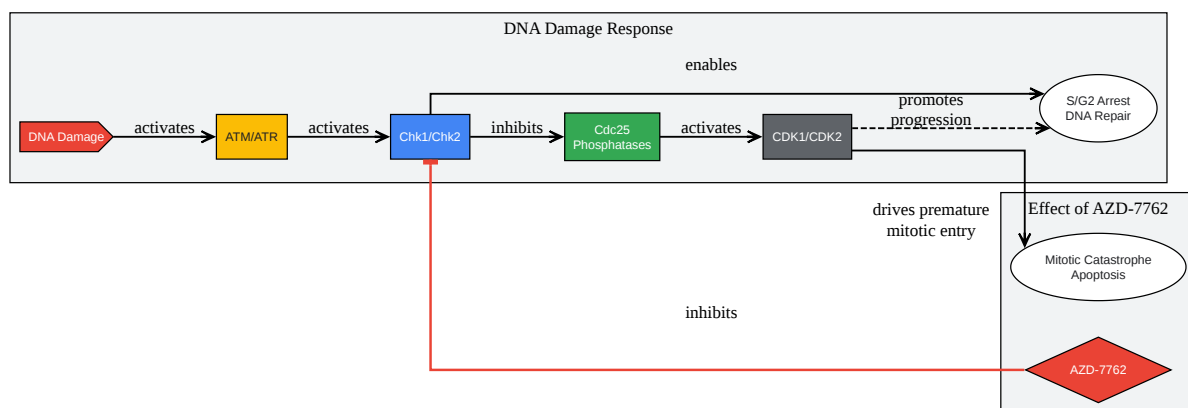 DNA Damage Response
enables
promotes
progression
S/G2 Arrest
DNA Repair
DNA Damage
activates
ATM/ATR
activates
Chk1/Chk2
inhibits
Cdc25
Phosphatases
activates
CDK1/CDK2
drives premature
mitotic entry
Effect of AZD-7762
Mitotic Catastrophe
Apoptosis
inhibits
AZD-7762